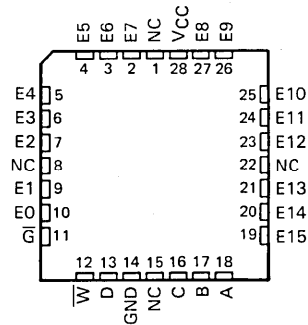 E5 E6 E7 NC VCC E8 E9
4 3 2 1 28 27 26
E4 5 25 E10
E3 6 24 E11
E2 7 23 E12
NC 8 22 NC
E1 9 21 E13
E0 10 20 E14
G̅ 11 19 E15
12 13 14 15 16 17 18
W̅ D GND NC C B A